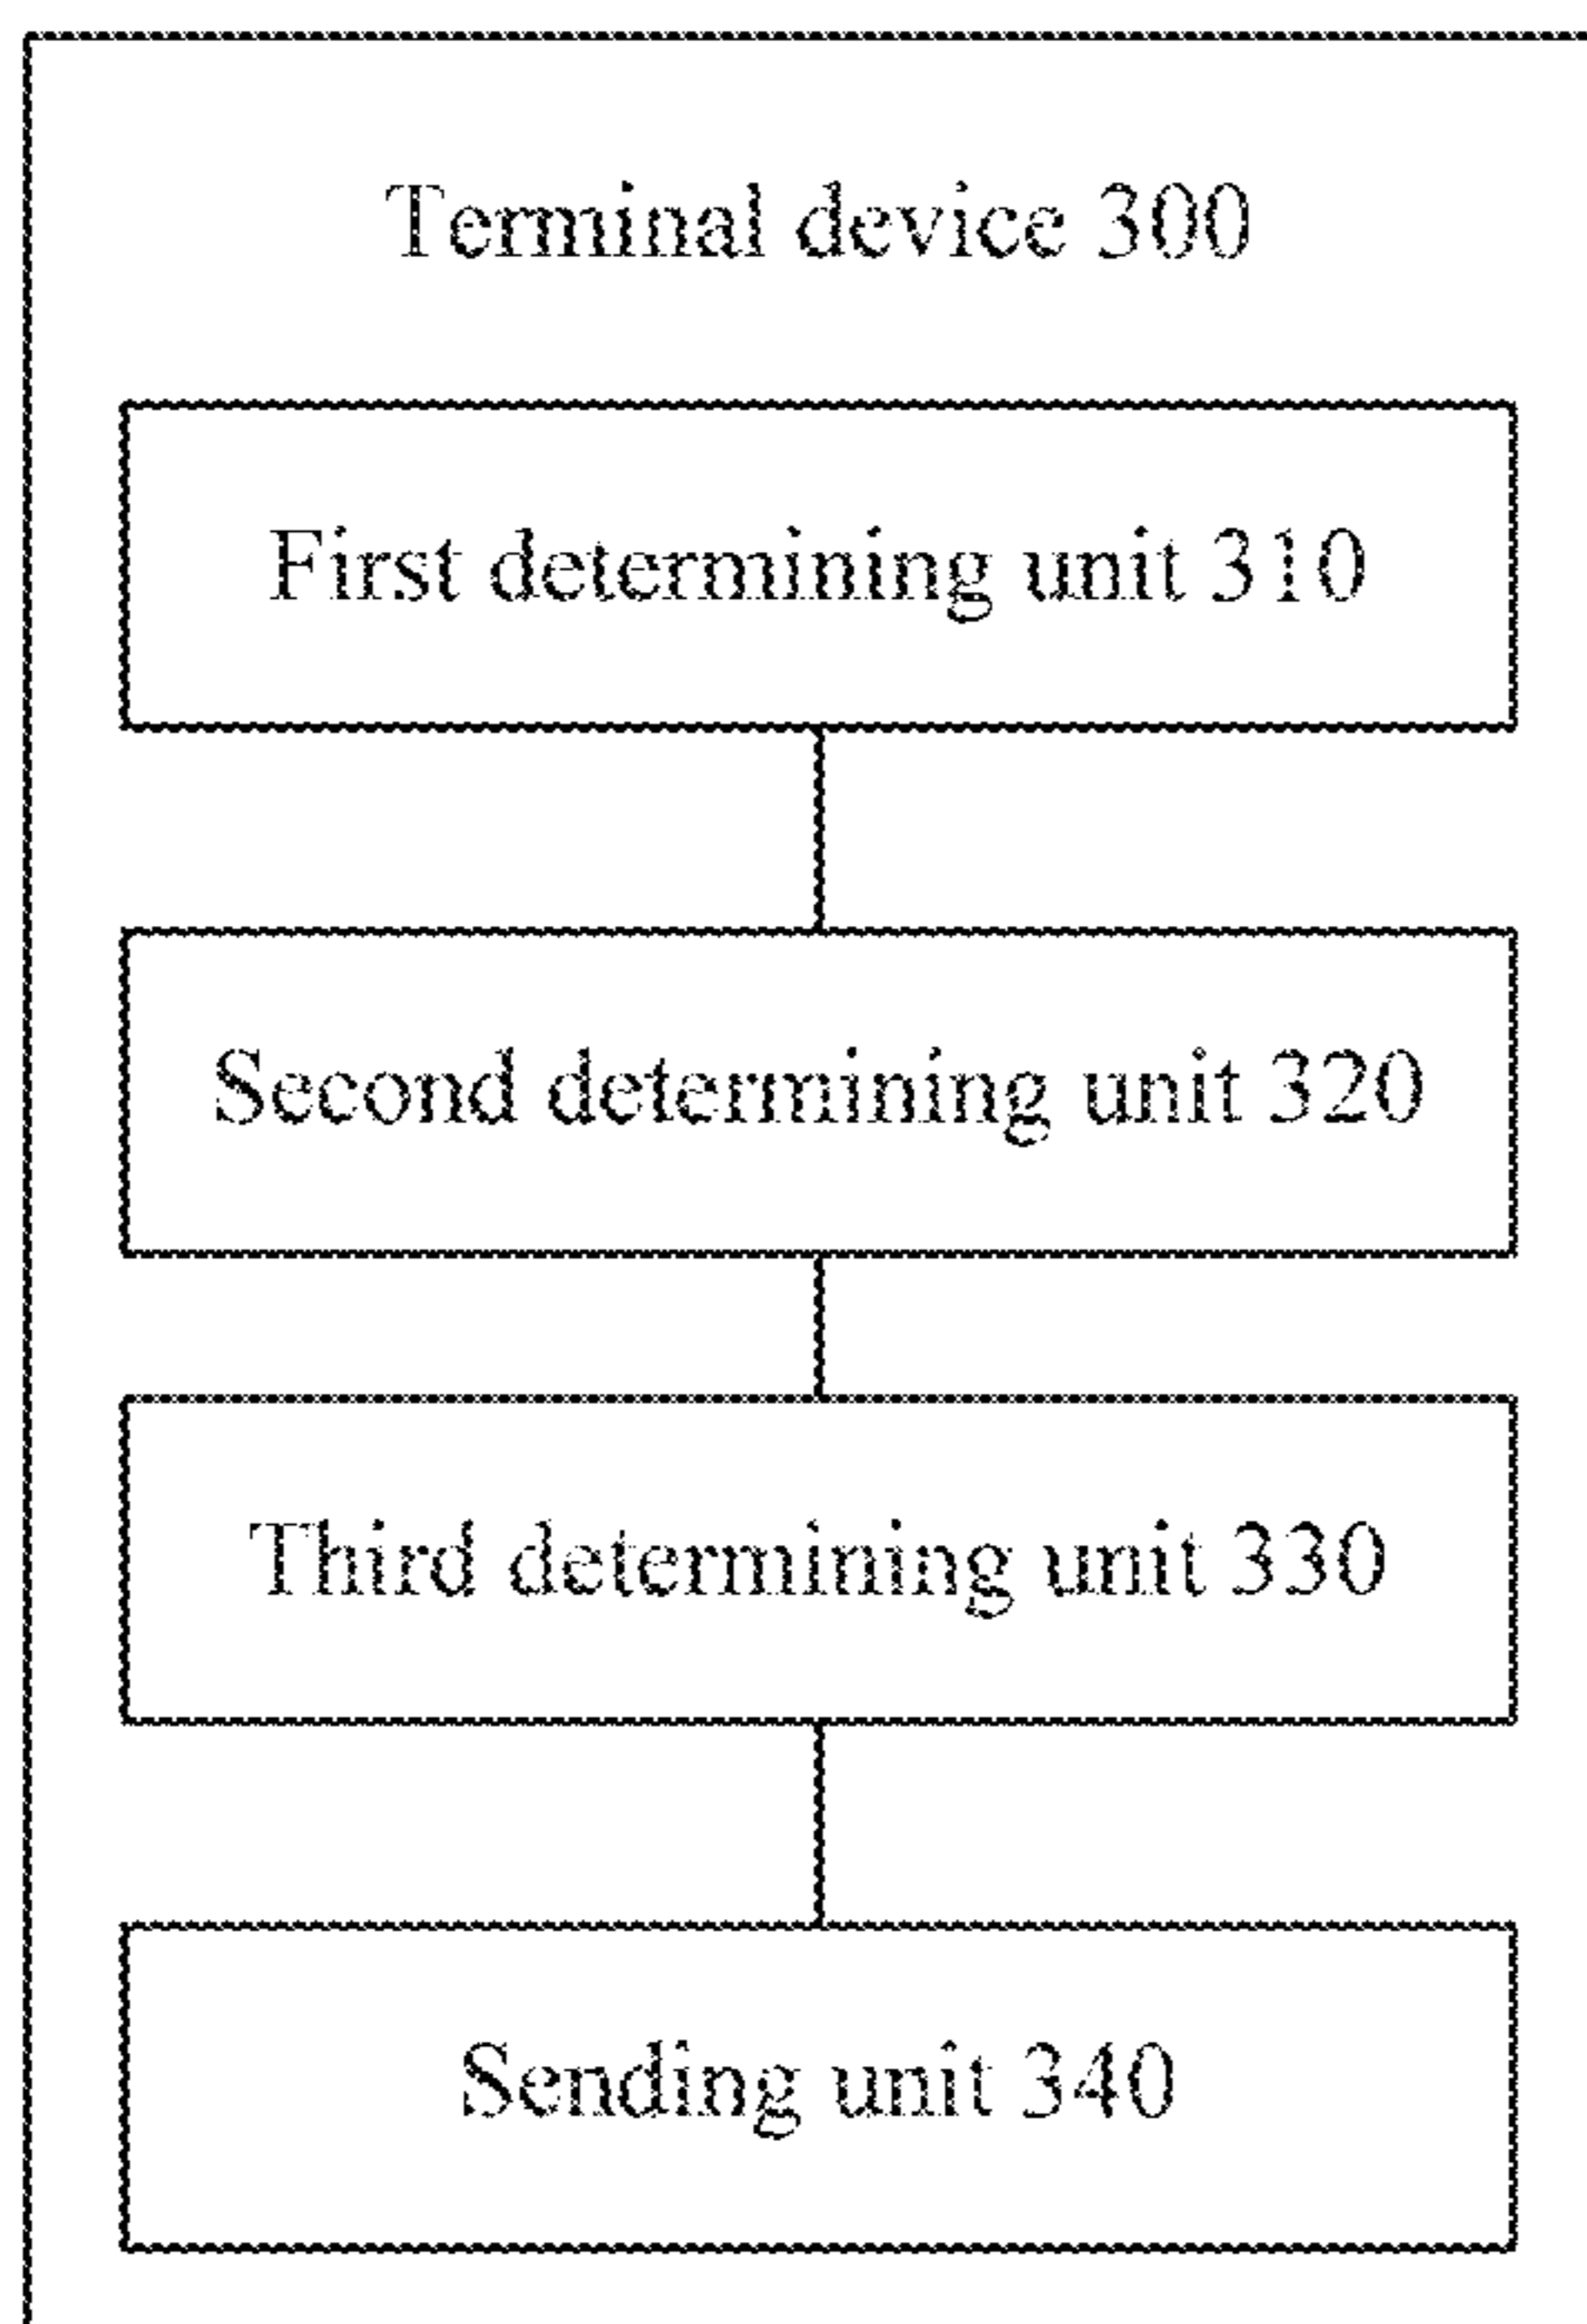 Terminal device 300
First determining unit 310
Second determining unit 320
Third determining unit 330
Sending unit 340